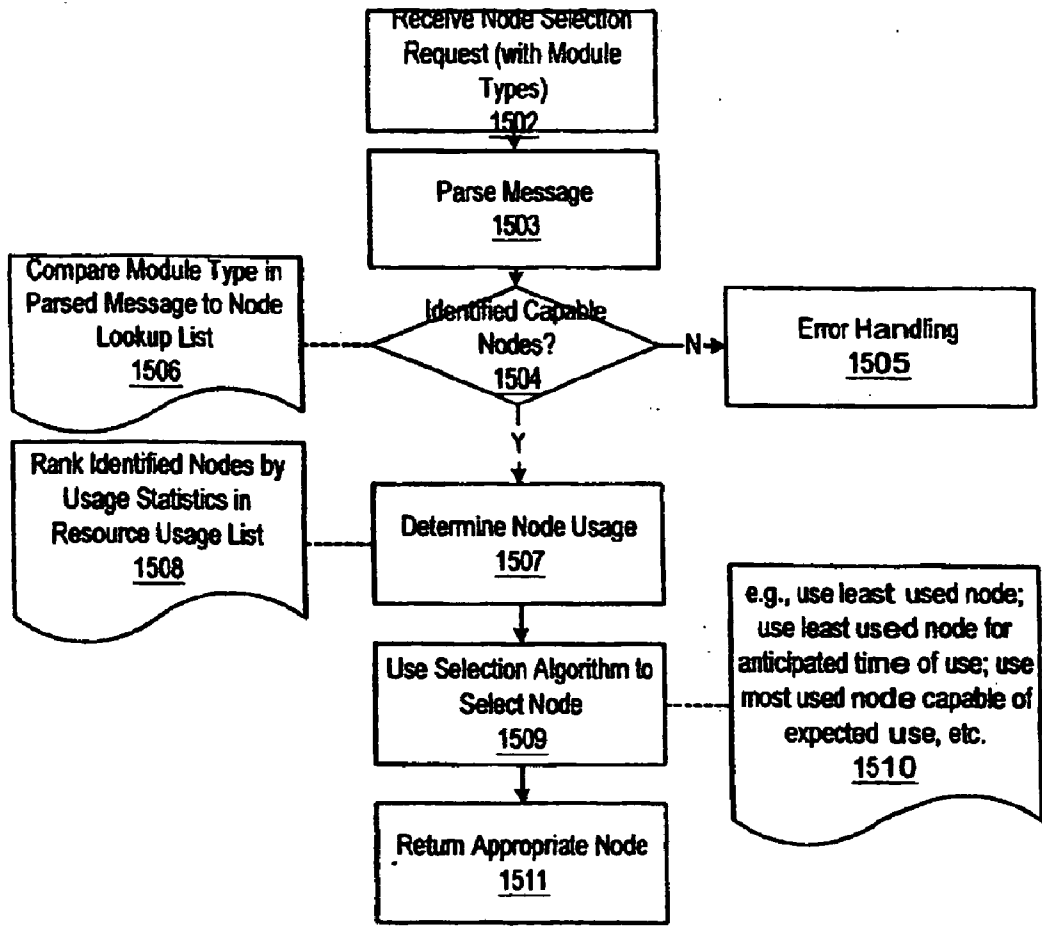 Receive Node Selection
Request (with Module
Types)
1502
Parse Message
1503
Compare Module Type in
Parsed Message to Node
Lookup List
1506
Identified Capable
Nodes?
1504
N
Error Handling
1505
Y
Rank Identified Nodes by
Usage Statistics in
Resource Usage List
1508
Determine Node Usage
1507
e.g., use least used node;
use least used node for
anticipated time of use; use
most used node capable of
expected use, etc.
1510
Use Selection Algorithm to
Select Node
1509
Return Appropriate Node
1511